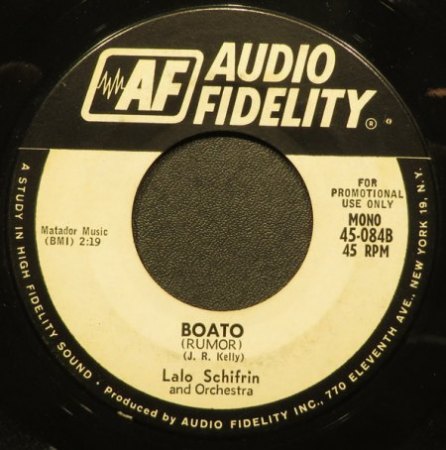 AF
AUDIO
FIDELITY®
Matador Music
(BMI) 2:19
FOR
PROMOTIONAL
USE ONLY
MONO
45-084B
45 RPM
BOATO
(RUMOR)
(J. R. Kelly)
Lalo Schifrin
and Orchestra
A STUDY IN HIGH FIDELITY SOUND • Produced by AUDIO FIDELITY INC., 770 ELEVENTH AVE., NEW YORK 19, N.Y.